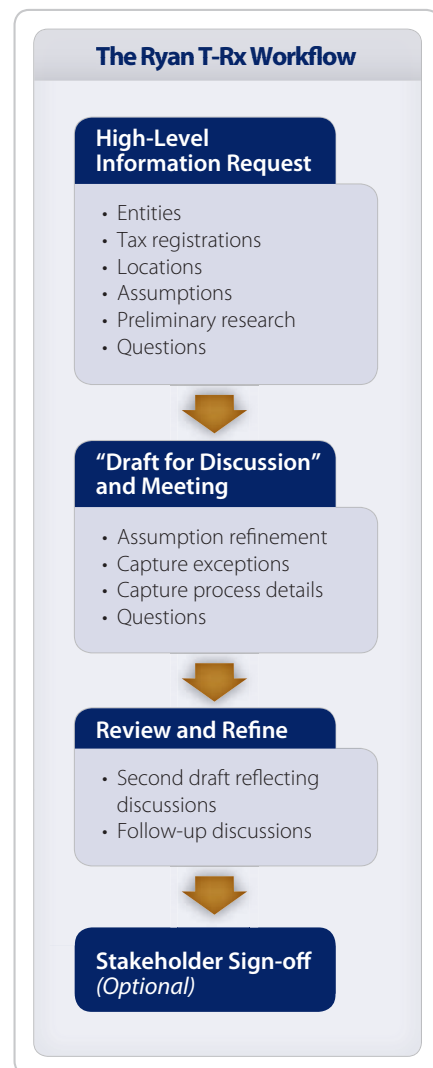 The Ryan T-Rx Workflow
High-Level
Information Request
• Entities
• Tax registrations
• Locations
• Assumptions
• Preliminary research
• Questions
“Draft for Discussion”
and Meeting
• Assumption refinement
• Capture exceptions
• Capture process details
• Questions
Review and Refine
• Second draft reflecting
discussions
• Follow-up discussions
Stakeholder Sign-off
(Optional)